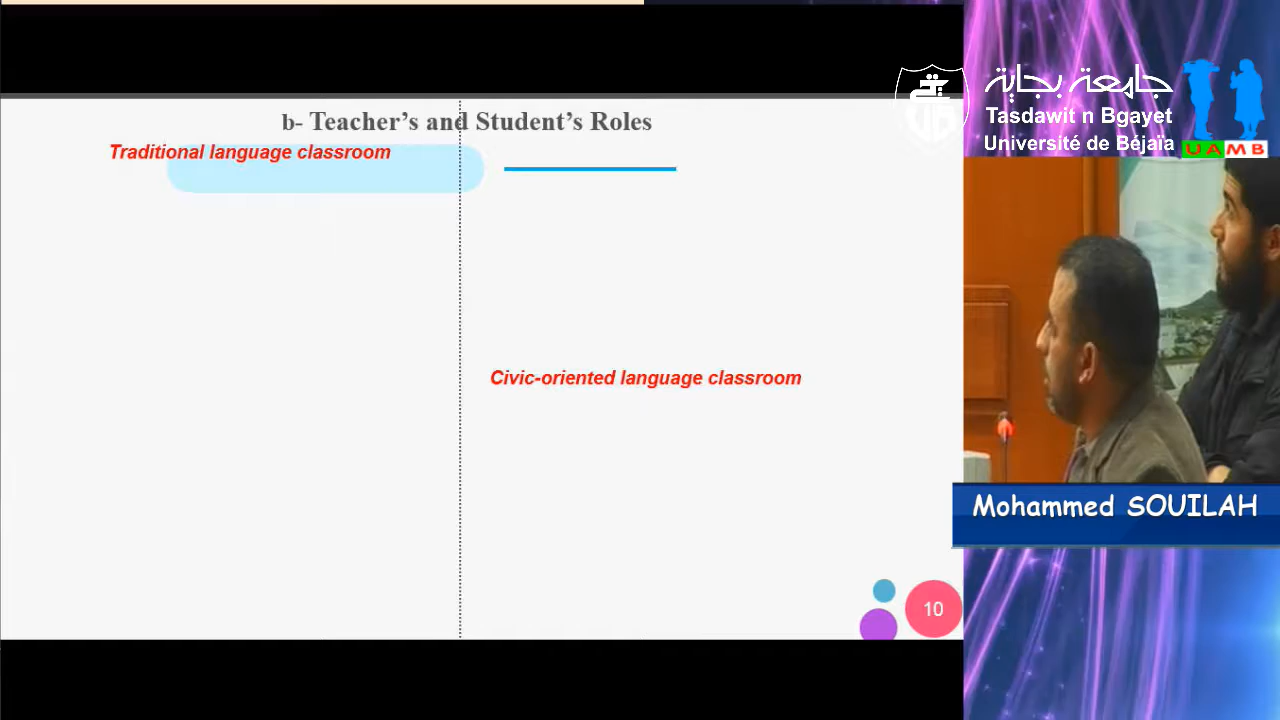 b- Teacher’s and Student’s Roles
Traditional language classroom
Civic-oriented language classroom
10
جامعة بجاية
Tasdawit n Bgayet
Université de Béjaïa
UAMB
Mohammed SOUILAH